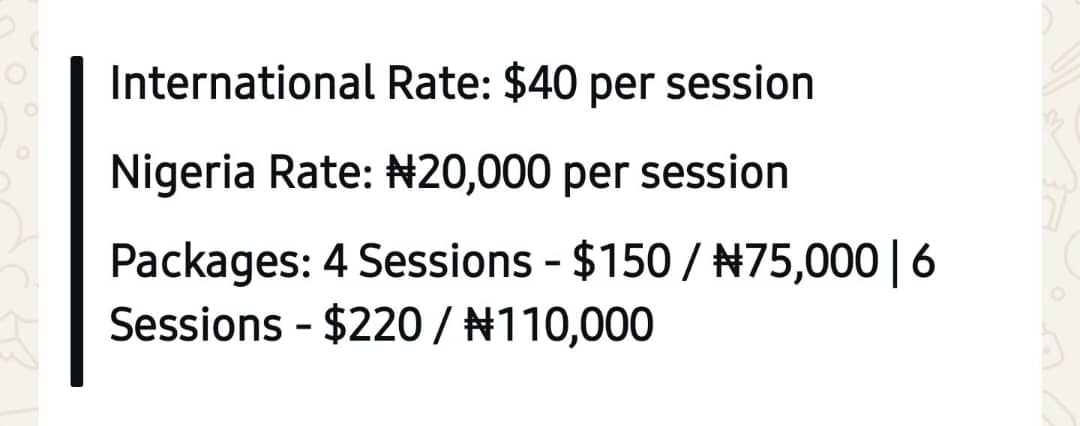 International Rate: $40 per session
Nigeria Rate: ₦20,000 per session
Packages: 4 Sessions - $150 / ₦75,000 | 6
Sessions - $220 / ₦110,000